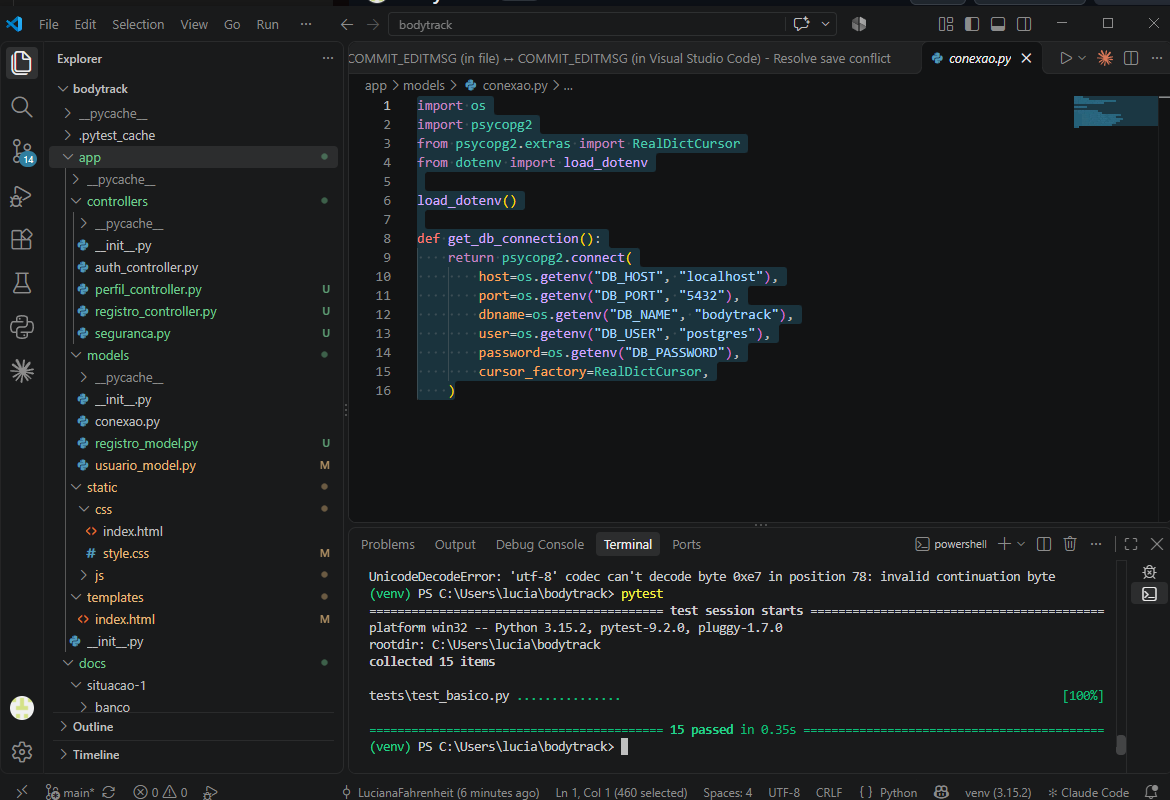 File Edit Selection View Go Run ···
bodytrack
Explorer ···
bodytrack
__pycache__
.pytest_cache
app
__pycache__
controllers
__pycache__
__init__.py
auth_controller.py
perfil_controller.py U
registro_controller.py U
seguranca.py U
models
__pycache__
__init__.py
conexao.py
registro_model.py U
usuario_model.py M
static
css
index.html
style.css M
js
templates
index.html M
__init__.py
docs
situacao-1
banco
Outline
Timeline
14
COMMIT_EDITMSG (in file) ↔ COMMIT_EDITMSG (in Visual Studio Code) - Resolve save conflict
conexao.py
app > models > conexao.py > ...
1 import os
2 import psycopg2
3 from psycopg2.extras import RealDictCursor
4 from dotenv import load_dotenv
5
6 load_dotenv()
7
8 def get_db_connection():
9 return psycopg2.connect(
10 host=os.getenv("DB_HOST", "localhost"),
11 port=os.getenv("DB_PORT", "5432"),
12 dbname=os.getenv("DB_NAME", "bodytrack"),
13 user=os.getenv("DB_USER", "postgres"),
14 password=os.getenv("DB_PASSWORD"),
15 cursor_factory=RealDictCursor,
16 )
Problems Output Debug Console Terminal Ports
powershell
UnicodeDecodeError: 'utf-8' codec can't decode byte 0xe7 in position 78: invalid continuation byte
(venv) PS C:\Users\lucia\bodytrack> pytest
========================================== test session starts ==========================================
platform win32 -- Python 3.15.2, pytest-9.2.0, pluggy-1.7.0
rootdir: C:\Users\lucia\bodytrack
collected 15 items
tests\test_basico.py ............... [100%]
========================================== 15 passed in 0.35s ===========================================
(venv) PS C:\Users\lucia\bodytrack>
main* 0 0 LucianaFahrenheit (6 minutes ago) Ln 1, Col 1 (460 selected) Spaces: 4 UTF-8 CRLF { } Python venv (3.15.2) Claude Code